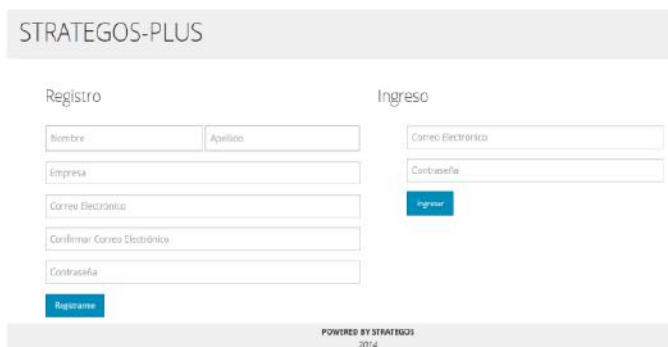 STRATEGOS-PLUS
Registro
Nombre Apellido
Empresa
Correo Electrónico
Confirmar Correo Electrónico
Contraseña
Registrarme
Ingreso
Correo Electronico
Contraseña
Ingresar
POWERED BY STRATEGOS
2014